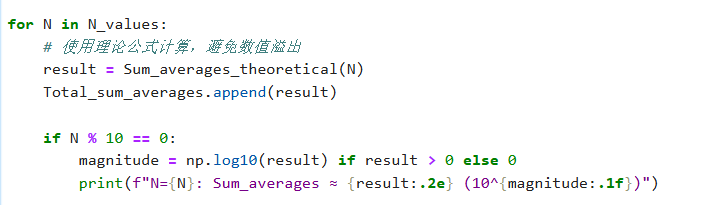 for N in N_values:
    # 使用理论公式计算，避免数值溢出
    result = Sum_averages_theoretical(N)
    Total_sum_averages.append(result)

    if N % 10 == 0:
        magnitude = np.log10(result) if result > 0 else 0
        print(f"N={N}: Sum_averages ≈ {result:.2e} (10^{magnitude:.1f})")